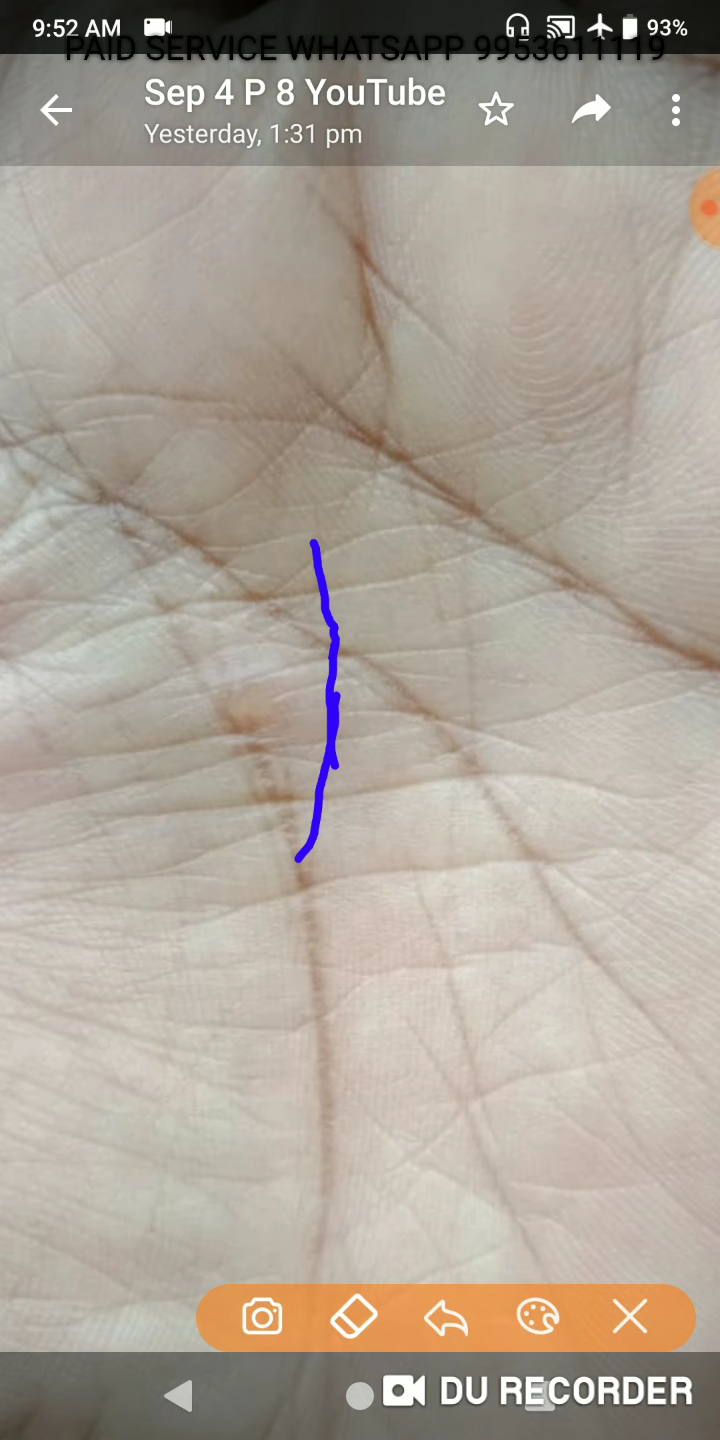 9:52 AM 93%
PAID SERVICE WHATSAPP 9953611119
Sep 4 P 8 YouTube
Yesterday, 1:31 pm
DU RECORDER